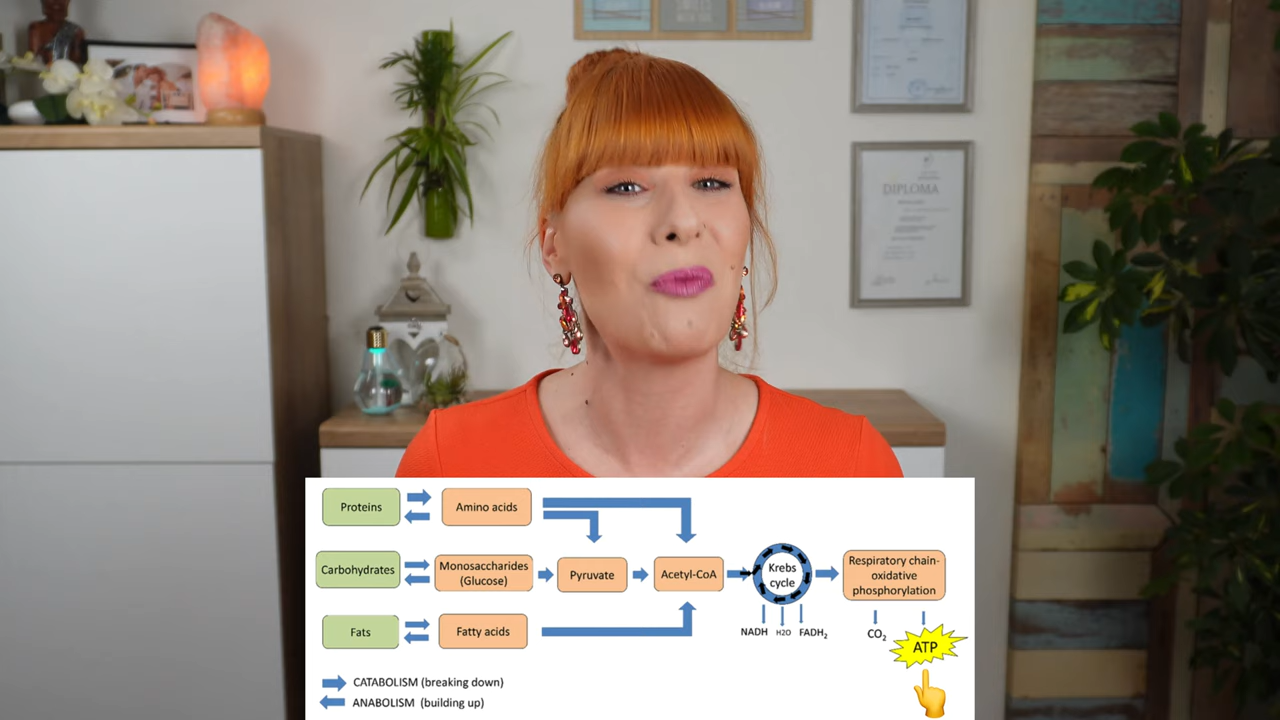 DIPLOMA
Proteins
Amino acids
Carbohydrates
Monosaccharides
(Glucose)
Pyruvate
Acetyl-CoA
Krebs
cycle
Respiratory chain-
oxidative
phosphorylation
Fats
Fatty acids
NADH
H2O
FADH₂
CO₂
ATP
CATABOLISM (breaking down)
ANABOLISM (building up)